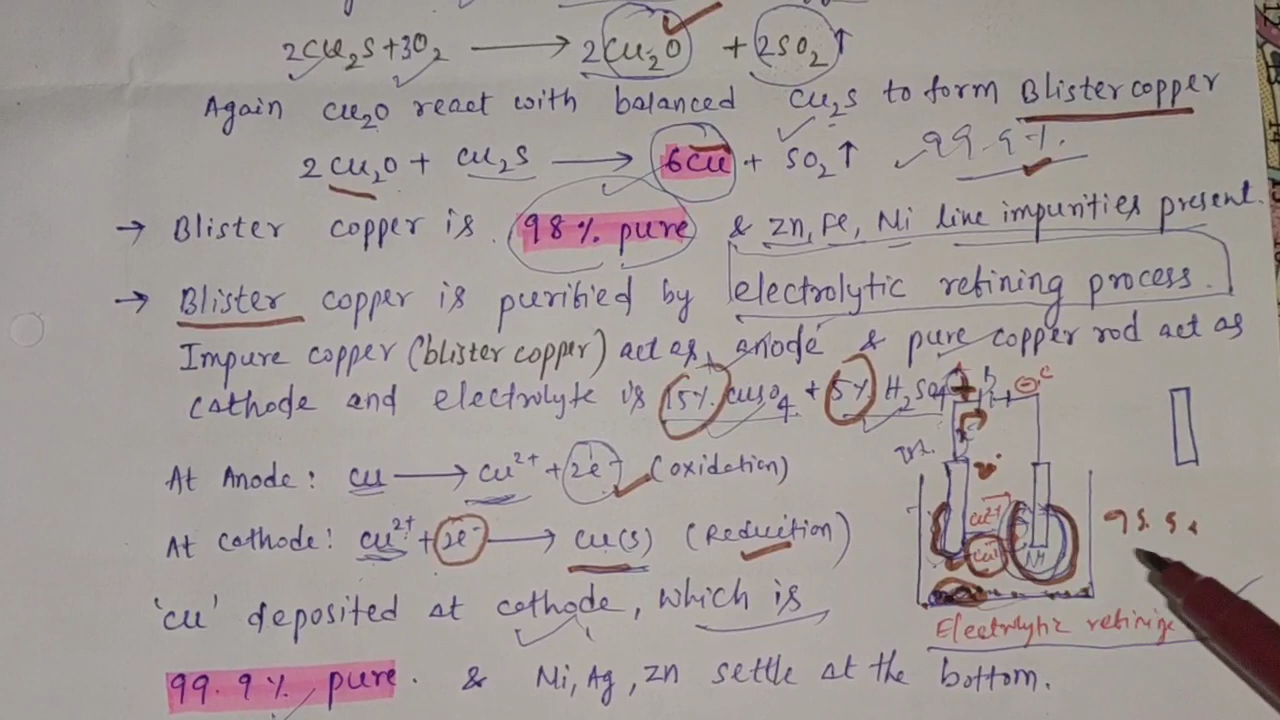 2Cu₂S+3O₂ ⟶ 2Cu₂O + 2SO₂↑
Again Cu₂O react with balanced Cu₂S to form Blister copper
2Cu₂O + Cu₂S ⟶ 6Cu + SO₂↑ 99.9%.
→ Blister copper is 98% pure & Zn, Fe, Ni line impurities present.
→ Blister copper is purified by electrolytic refining process.
Impure copper (blister copper) act as anode & pure copper rod act as
cathode and electrolyte is 15% CuSO₄ + 5% H₂SO₄
At Anode: Cu ⟶ Cu²⁺ + 2e⁻ (oxidation)
At cathode: Cu²⁺ + 2e⁻ ⟶ Cu(s) (Reduction)
'Cu' deposited at cathode, which is
99.9% pure. & Ni, Ag, Zn settle at the bottom.
+
⊖ c
Cu²⁺
Electrolytic refining